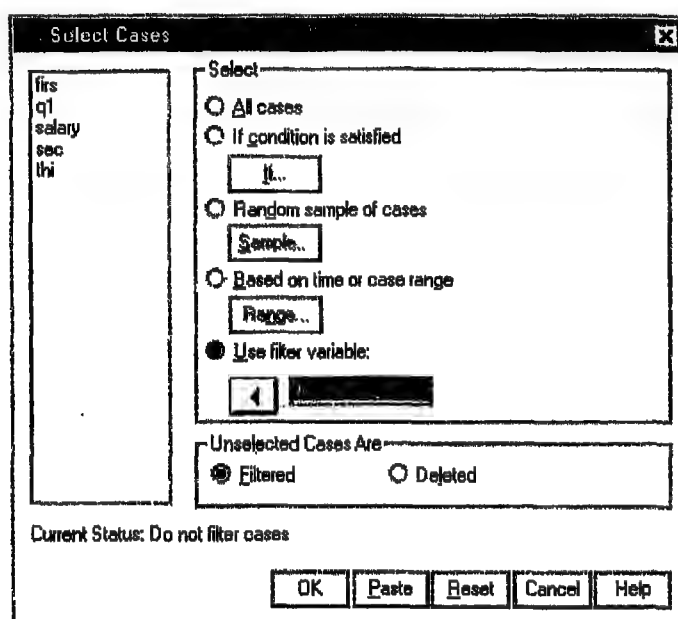 Select Cases
firs
q1
salary
sec
thi
Select
All cases
If condition is satisfied
If...
Random sample of cases
Sample...
Based on time or case range
Range...
Use filter variable:
Unselected Cases Are
Filtered
Deleted
Current Status: Do not filter cases
OK
Paste
Reset
Cancel
Help